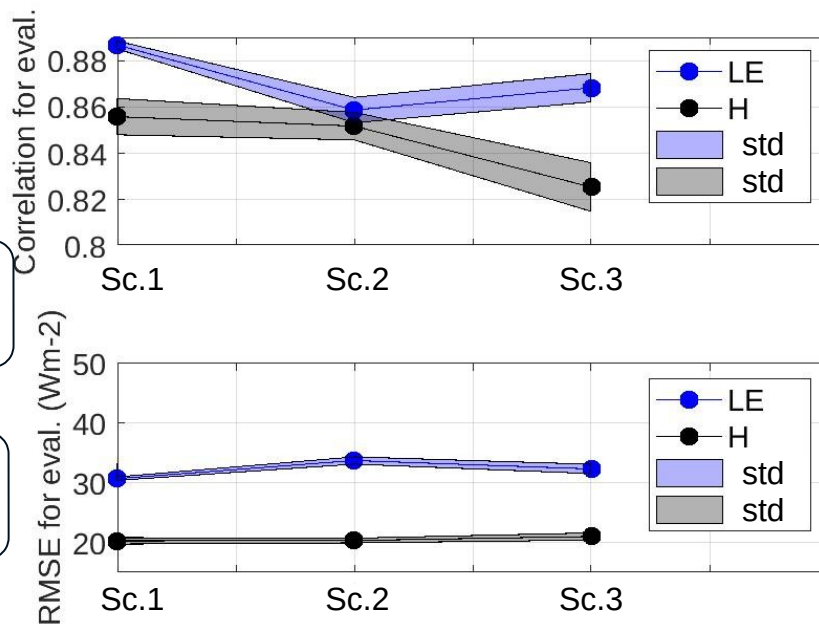 Correlation for eval.
0.88
0.86
0.84
0.82
0.8
Sc.1 Sc.2 Sc.3
LE
H
std
std
RMSE for eval. (Wm-2)
50
40
30
20
Sc.1 Sc.2 Sc.3
LE
H
std
std